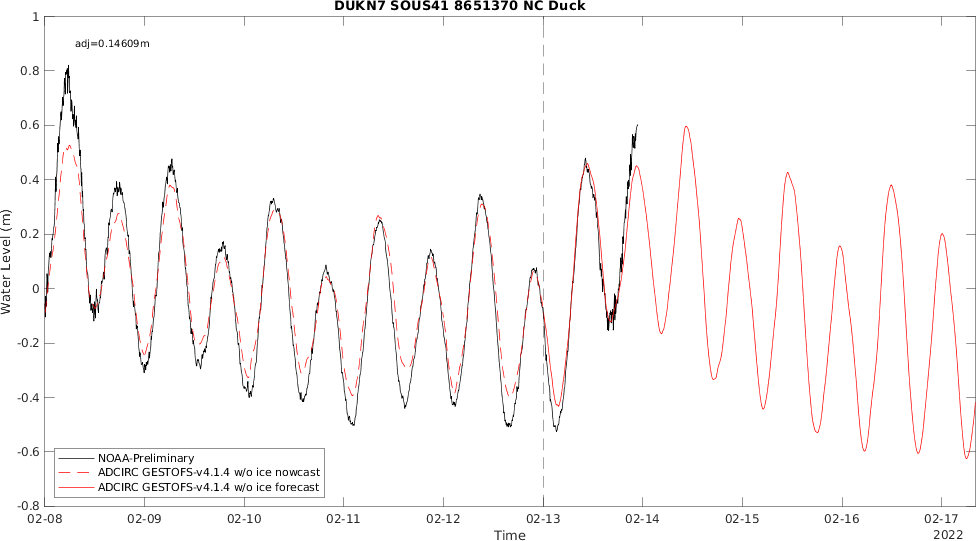 DUKN7 SOUS41 8651370 NC Duck
adj=0.14609m
1
0.8
0.6
0.4
0.2
0
-0.2
-0.4
-0.6
-0.8
Water Level (m)
NOAA-Preliminary
ADCIRC GESTOFS-v4.1.4 w/o ice nowcast
ADCIRC GESTOFS-v4.1.4 w/o ice forecast
02-08 02-09 02-10 02-11 02-12 02-13 02-14 02-15 02-16 02-17
Time
2022